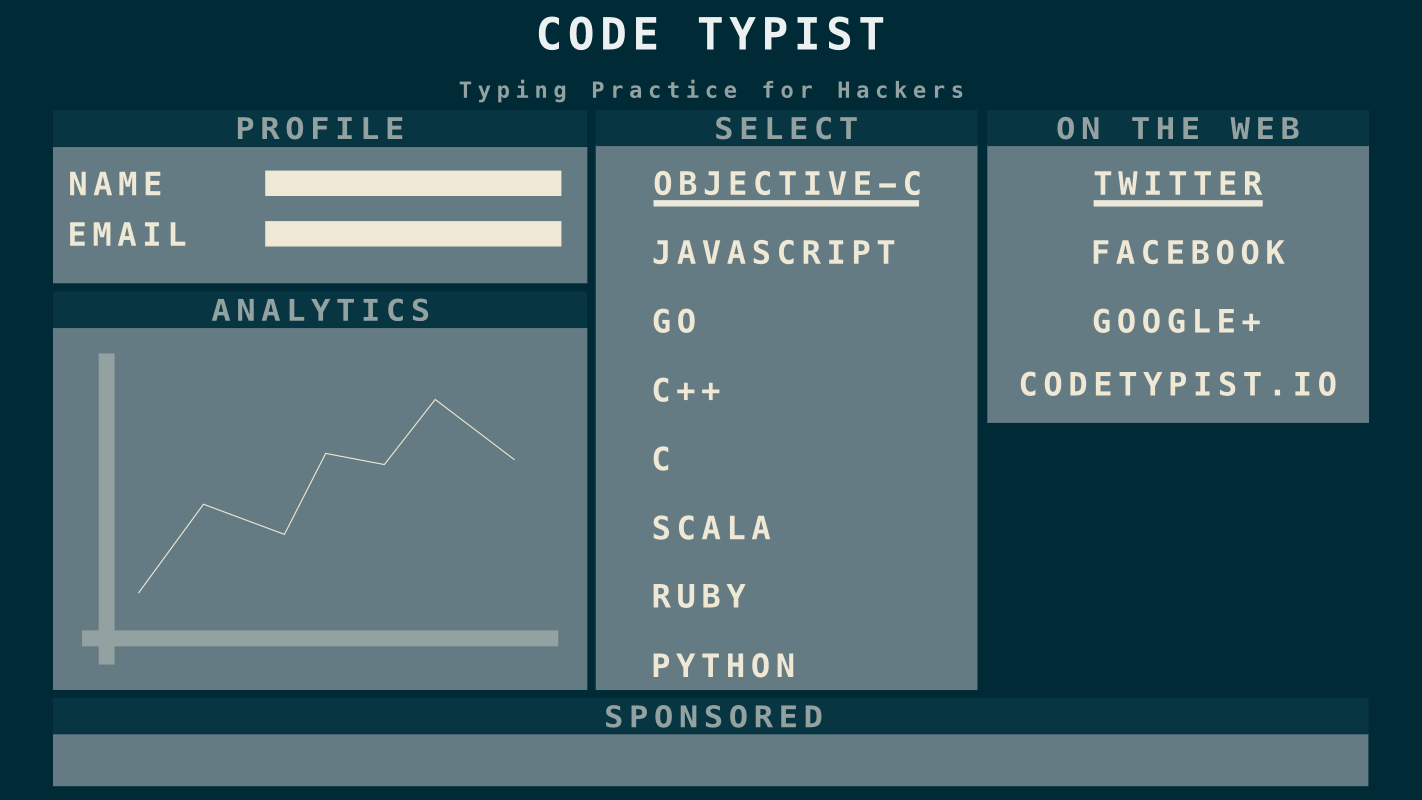 CODE TYPIST
Typing Practice for Hackers
PROFILE
NAME
EMAIL
ANALYTICS
SELECT
OBJECTIVE–C
JAVASCRIPT
GO
C++
C
SCALA
RUBY
PYTHON
ON THE WEB
TWITTER
FACEBOOK
GOOGLE+
CODETYPIST.IO
SPONSORED